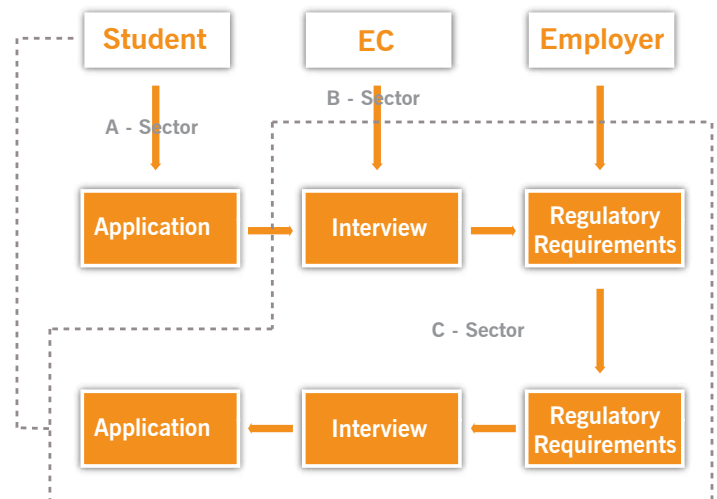 Student
EC
Employer
B - Sector
A - Sector
Application
Interview
Regulatory
Requirements
C - Sector
Application
Interview
Regulatory
Requirements